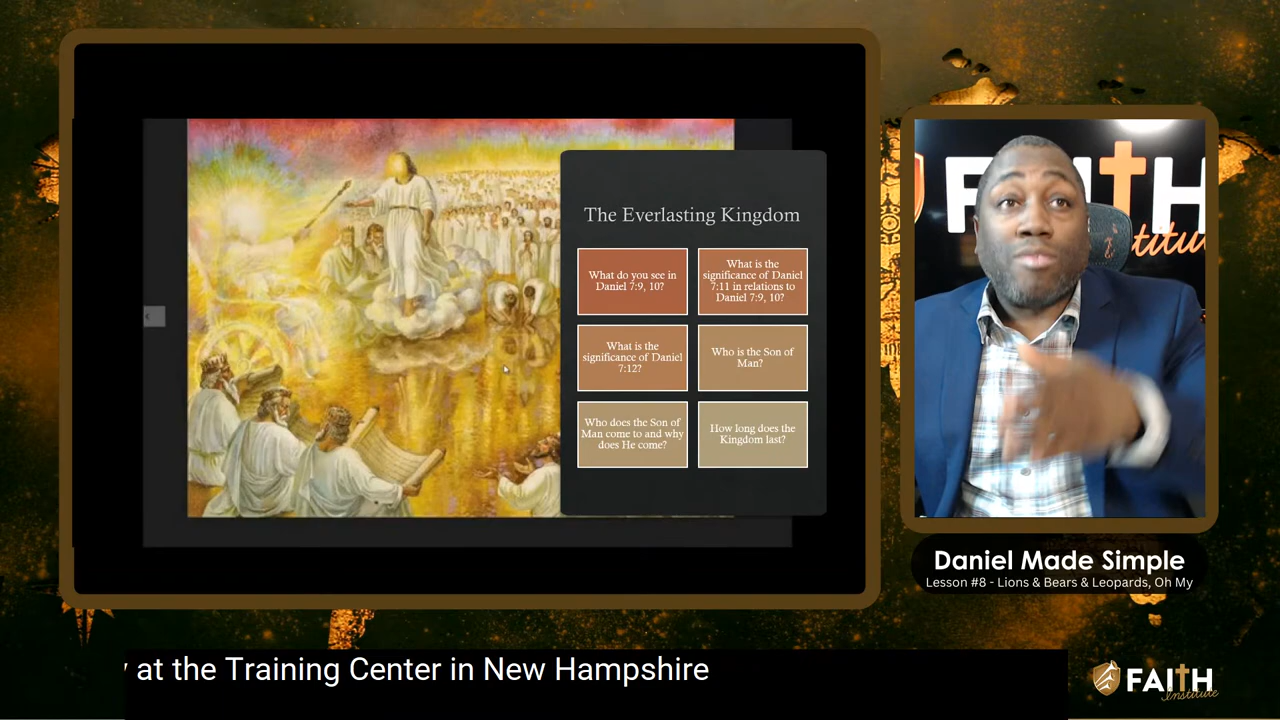 The Everlasting Kingdom
What do you see in
Daniel 7:9, 10?
What is the
significance of Daniel
7:11 in relations to
Daniel 7:9, 10?
What is the
significance of Daniel
7:12?
Who is the Son of
Man?
Who does the Son of
Man come to and why
does He come?
How long does the
Kingdom last?
FAITH
Daniel Made Simple
Lesson #8 - Lions & Bears & Leopards, Oh My
at the Training Center in New Hampshire
FAITH
Institute